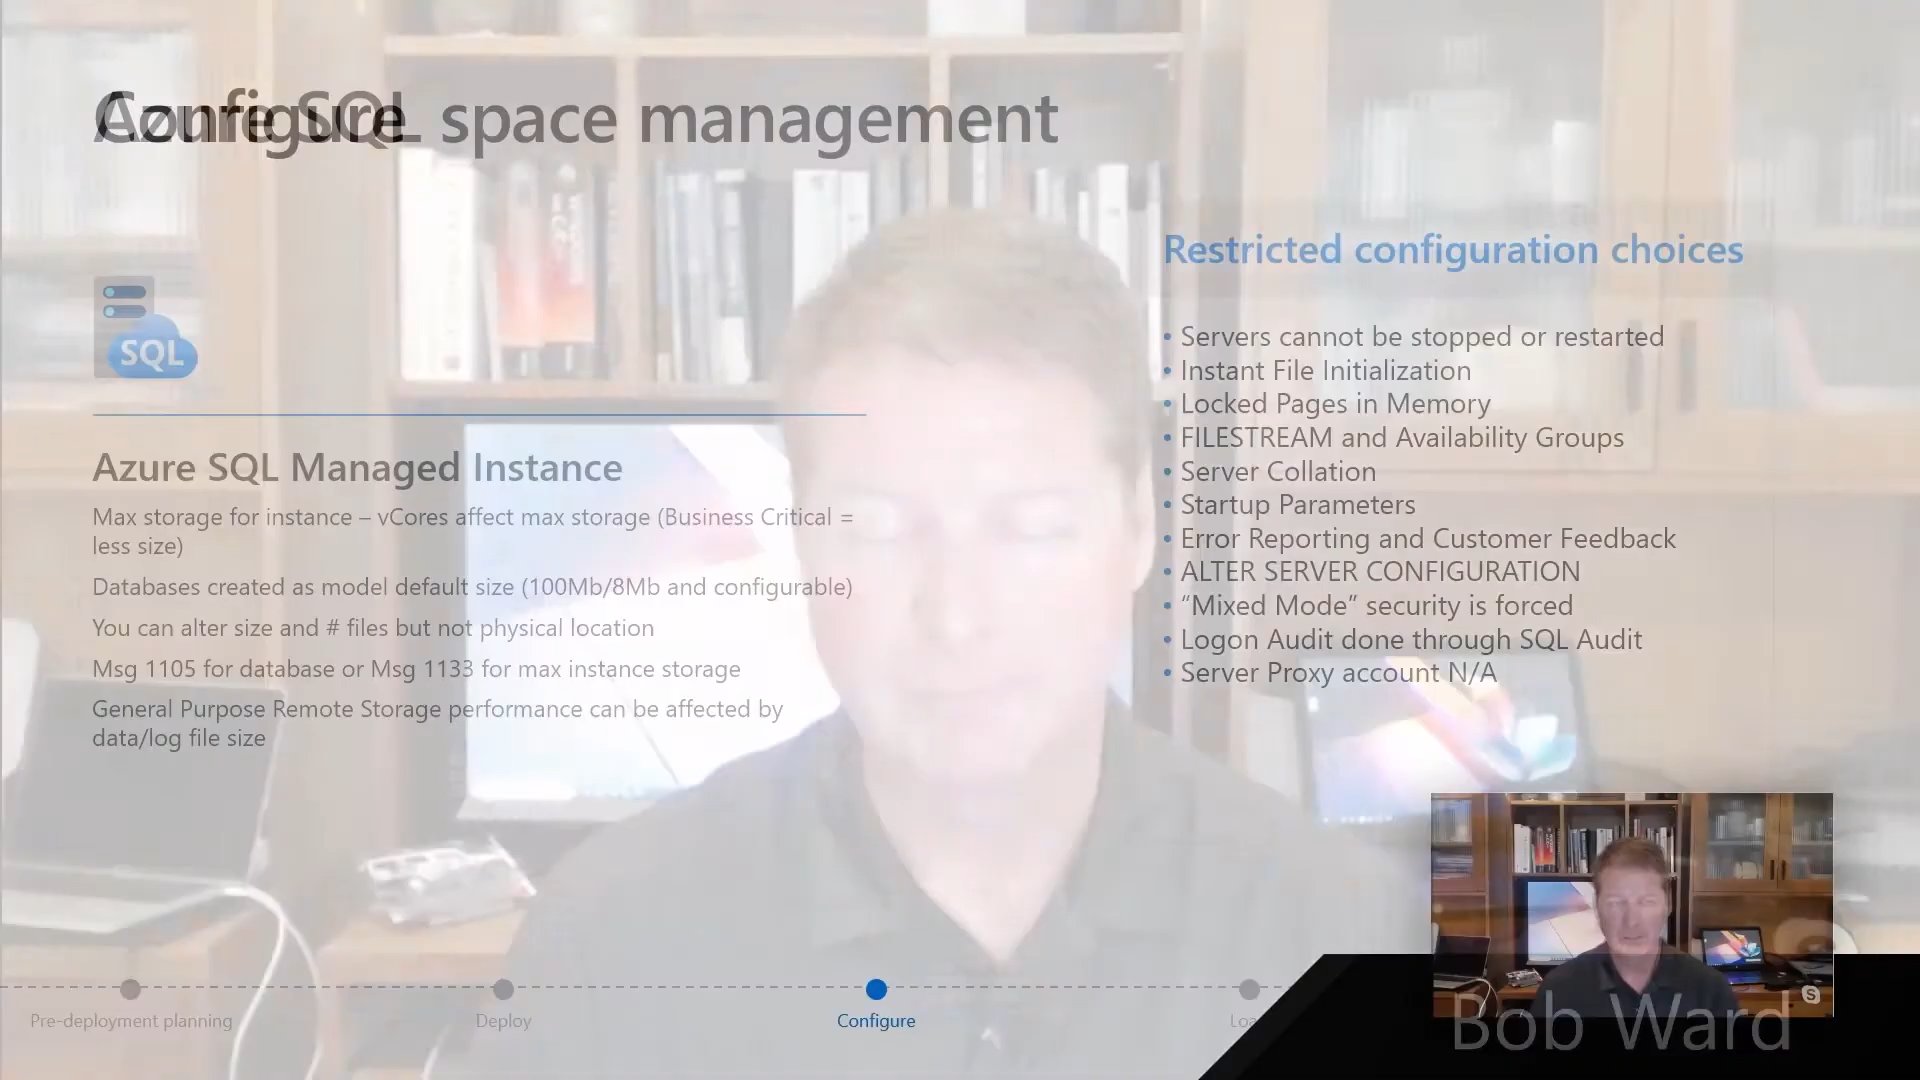 Configure
Azure SQL space management
SQL
Azure SQL Managed Instance
Max storage for instance – vCores affect max storage (Business Critical =
less size)
Databases created as model default size (100Mb/8Mb and configurable)
You can alter size and # files but not physical location
Msg 1105 for database or Msg 1133 for max instance storage
General Purpose Remote Storage performance can be affected by
data/log file size
Restricted configuration choices
• Servers cannot be stopped or restarted
• Instant File Initialization
• Locked Pages in Memory
• FILESTREAM and Availability Groups
• Server Collation
• Startup Parameters
• Error Reporting and Customer Feedback
• ALTER SERVER CONFIGURATION
• “Mixed Mode” security is forced
• Logon Audit done through SQL Audit
• Server Proxy account N/A
Pre-deployment planning
Deploy
Configure
Loa
Bob Ward